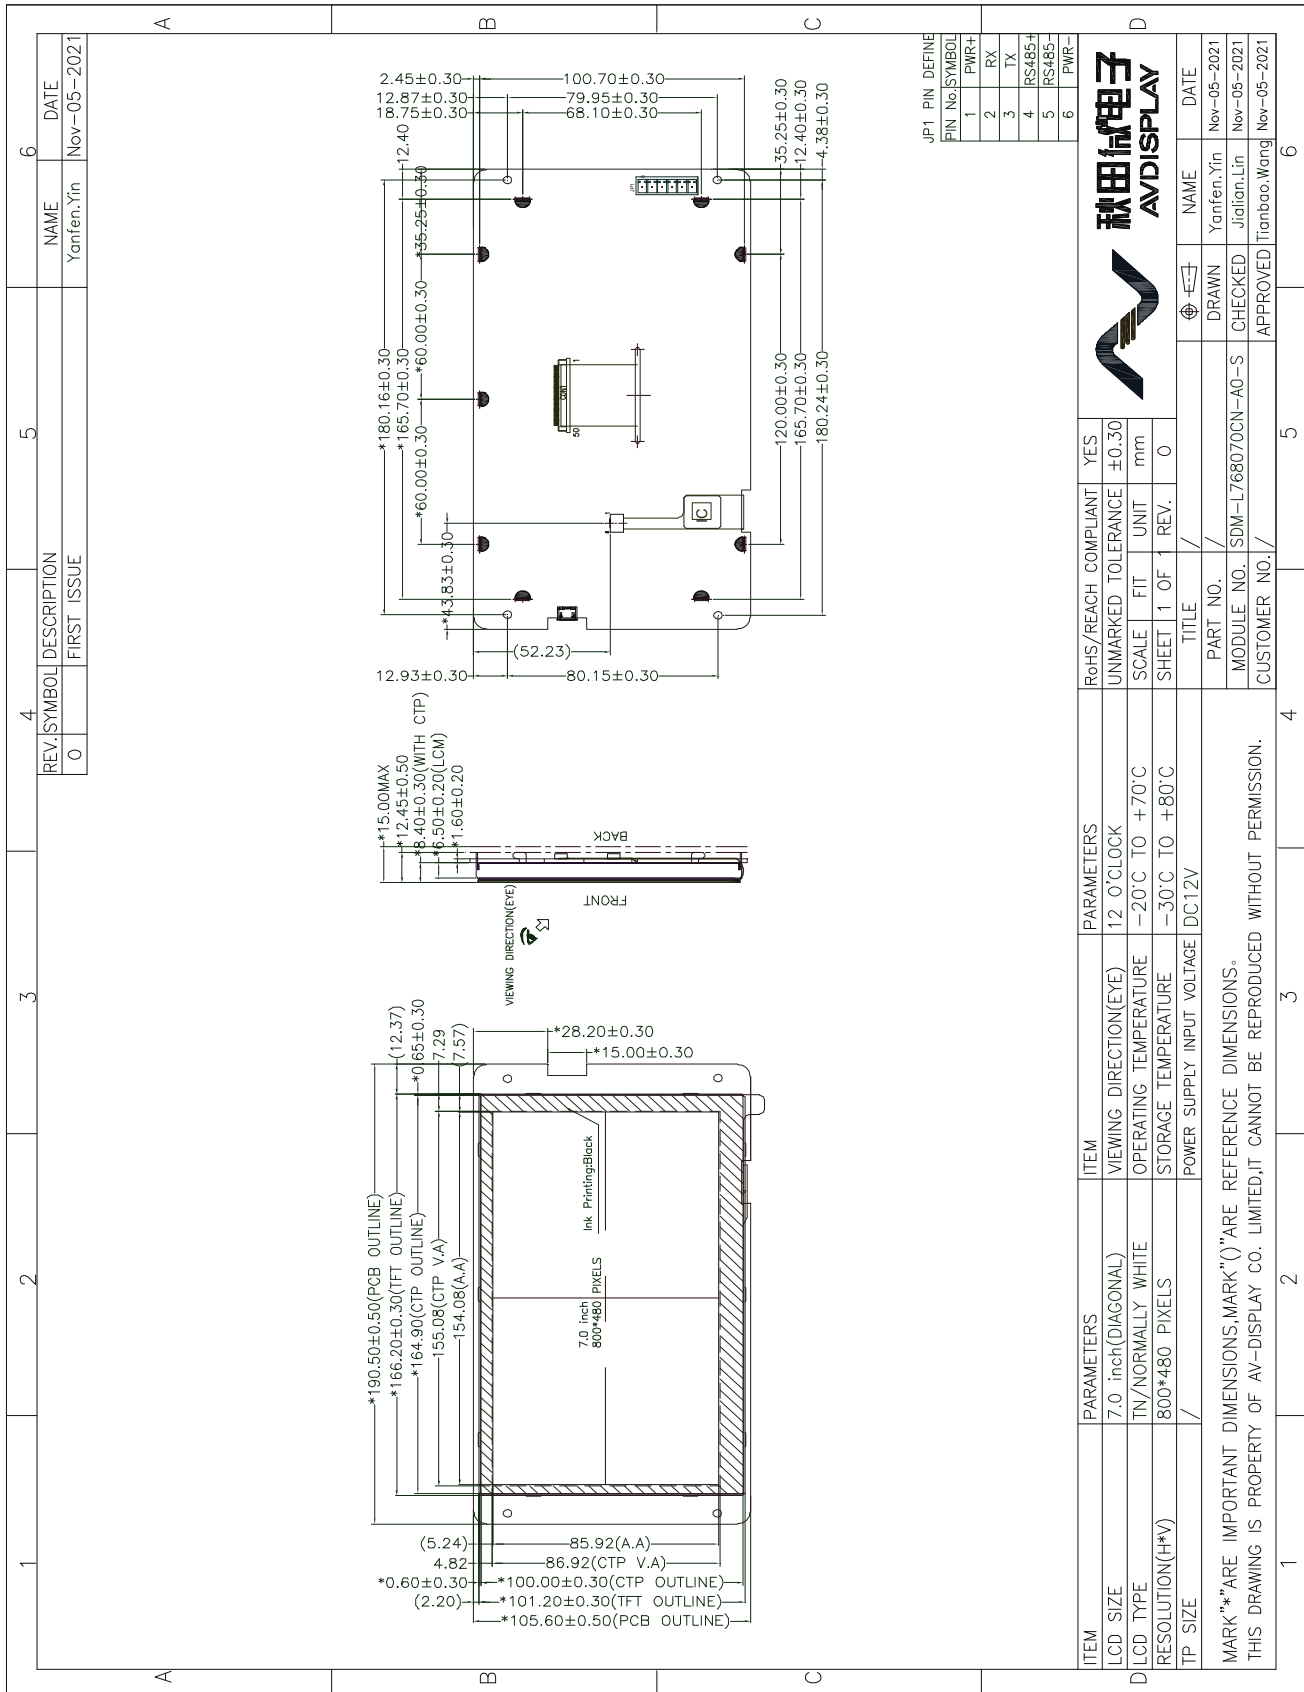 1
2
3
4
5
6
A
B
C
D
REV. SYMBOL DESCRIPTION NAME DATE
0 FIRST ISSUE Yanfen.Yin Nov-05-2021
*190.50±0.50(PCB OUTLINE)
(12.37)
*166.20±0.30(TFT OUTLINE)
*0.65±0.30
*164.90(CTP OUTLINE)
7.29
155.08(CTP V.A)
(7.57)
154.08(A.A)
*28.20±0.30
*15.00±0.30
Ink Printing:Black
7.0 inch
800*480 PIXELS
(5.24)
85.92(A.A)
4.82
86.92(CTP V.A)
*0.60±0.30
*100.00±0.30(CTP OUTLINE)
(2.20)
*101.20±0.30(TFT OUTLINE)
*105.60±0.50(PCB OUTLINE)
*15.00MAX
*12.45±0.50
*8.40±0.30(WITH CTP)
*6.50±0.20(LCM)
*1.60±0.20
VIEWING DIRECTION(EYE)
FRONT
BACK
*180.16±0.30
12.40
*165.70±0.30
*60.00±0.30
*60.00±0.30
*35.25±0.30
*43.83±0.30
(52.23)
12.93±0.30
80.15±0.30
2.45±0.30
100.70±0.30
12.87±0.30
79.95±0.30
18.75±0.30
68.10±0.30
JP1
CON1
50
1
IC
120.00±0.30
35.25±0.30
165.70±0.30
12.40±0.30
180.24±0.30
4.38±0.30
JP1 PIN DEFINE
PIN No. SYMBOL
1 PWR+
2 RX
3 TX
4 RS485+
5 RS485-
6 PWR-
ITEM PARAMETERS ITEM PARAMETERS
LCD SIZE 7.0 inch(DIAGONAL) VIEWING DIRECTION(EYE) 12 O'CLOCK
LCD TYPE TN/NORMALLY WHITE OPERATING TEMPERATURE -20°C TO +70°C
RESOLUTION(H*V) 800*480 PIXELS STORAGE TEMPERATURE -30°C TO +80°C
TP SIZE / POWER SUPPLY INPUT VOLTAGE DC12V
MARK"*"ARE IMPORTANT DIMENSIONS,MARK"()"ARE REFERENCE DIMENSIONS。
THIS DRAWING IS PROPERTY OF AV-DISPLAY CO. LIMITED,IT CANNOT BE REPRODUCED WITHOUT PERMISSION.
RoHS/REACH COMPLIANT YES
UNMARKED TOLERANCE ±0.30
SCALE FIT UNIT mm
SHEET 1 OF 1 REV. 0
TITLE /
PART NO. /
MODULE NO. SDM-L768070CN-A0-S
CUSTOMER NO. /
秋田微电子
AVDISPLAY
NAME DATE
DRAWN Yanfen.Yin Nov-05-2021
CHECKED Jialian.Lin Nov-05-2021
APPROVED Tianbao.Wang Nov-05-2021
A
B
C
D
1
2
3
4
5
6